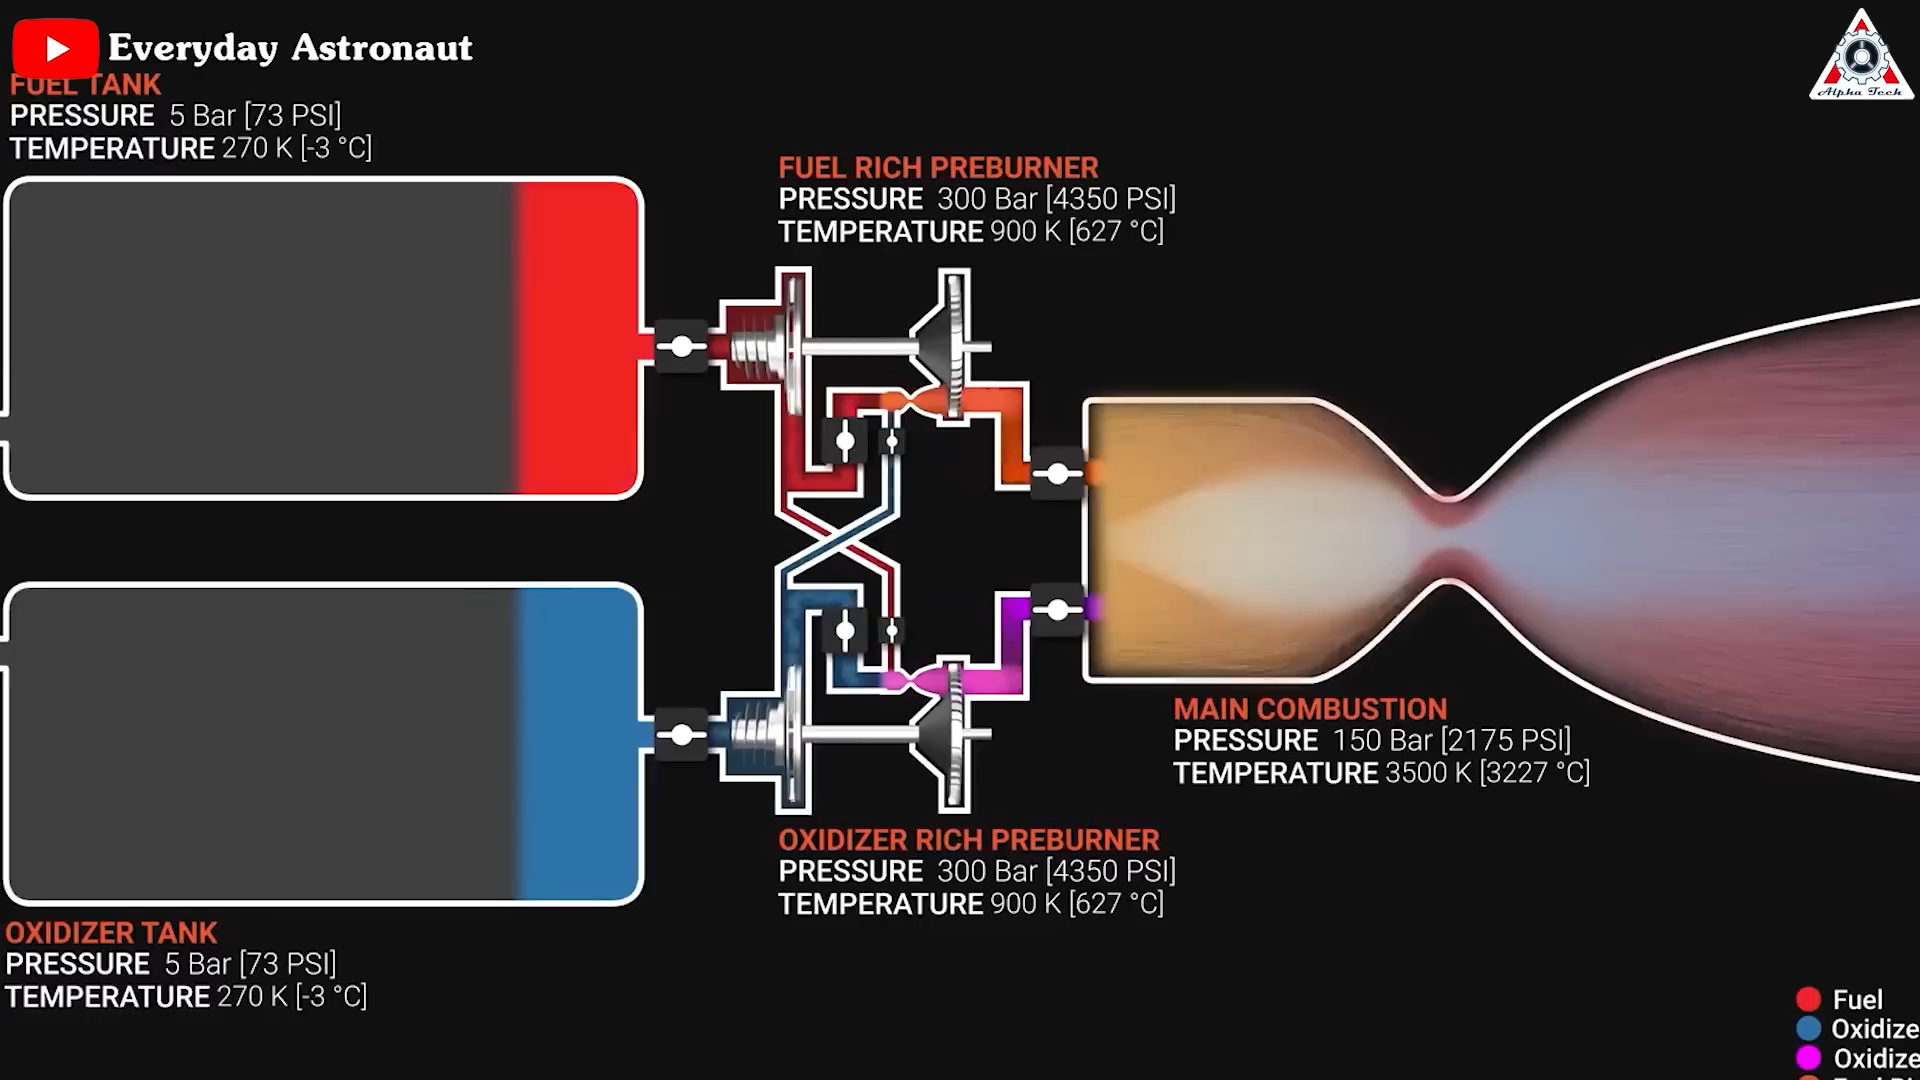 Everyday Astronaut
Alpha Tech
FUEL TANK
PRESSURE 5 Bar [73 PSI]
TEMPERATURE 270 K [-3 °C]
FUEL RICH PREBURNER
PRESSURE 300 Bar [4350 PSI]
TEMPERATURE 900 K [627 °C]
MAIN COMBUSTION
PRESSURE 150 Bar [2175 PSI]
TEMPERATURE 3500 K [3227 °C]
OXIDIZER RICH PREBURNER
PRESSURE 300 Bar [4350 PSI]
TEMPERATURE 900 K [627 °C]
OXIDIZER TANK
PRESSURE 5 Bar [73 PSI]
TEMPERATURE 270 K [-3 °C]
Fuel
Oxidize
Oxidize